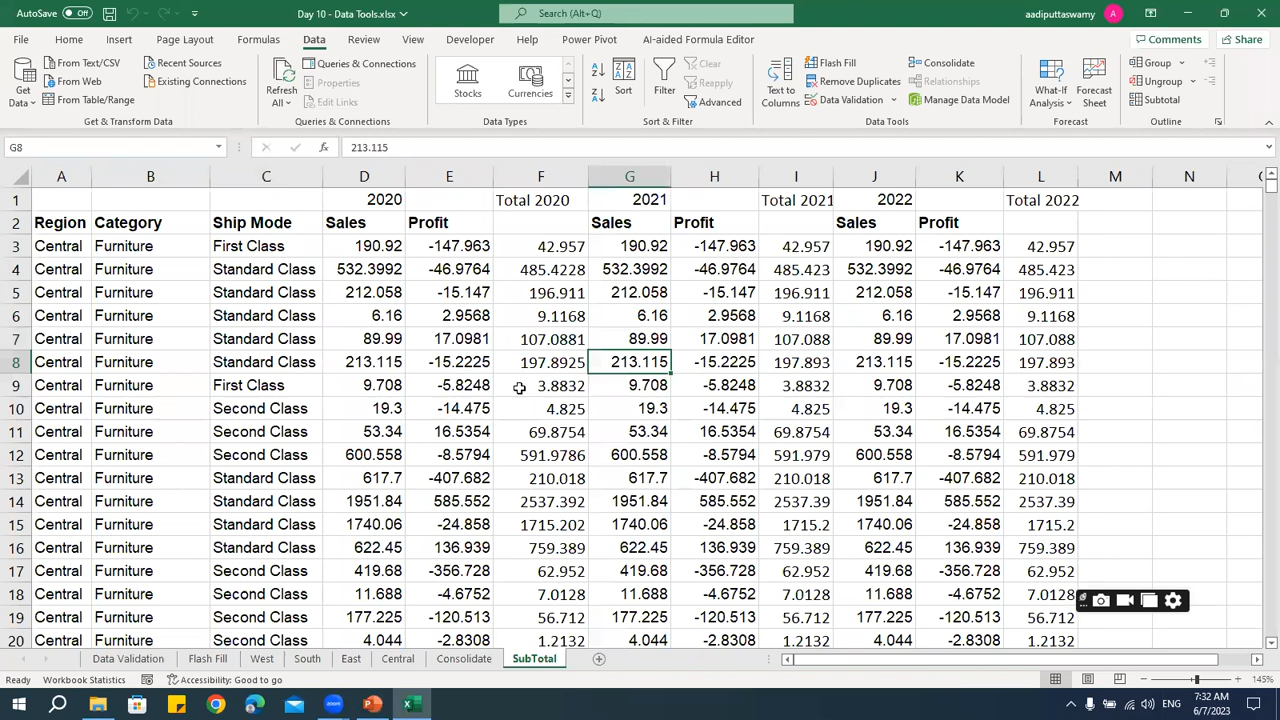 AutoSave Off Day 10 - Data Tools.xlsx Search (Alt+Q) aadiputtaswamy A
File Home Insert Page Layout Formulas Data Review View Developer Help Power Pivot AI-aided Formula Editor Comments Share
Get Data From Text/CSV From Web From Table/Range Recent Sources Existing Connections
Get & Transform Data
Refresh All Queries & Connections Properties Edit Links
Queries & Connections
Stocks Currencies
Data Types
Sort Filter Clear Reapply Advanced
Sort & Filter
Text to Columns Flash Fill Remove Duplicates Data Validation Consolidate Relationships Manage Data Model
Data Tools
What-If Analysis Forecast Sheet
Forecast
Group Ungroup Subtotal
Outline
G8 fx 213.115
A B C D E F G H I J K L M N
1 2020 Total 2020 2021 Total 2021 2022 Total 2022
2 Region Category Ship Mode Sales Profit Sales Profit Sales Profit
3 Central Furniture First Class 190.92 -147.963 42.957 190.92 -147.963 42.957 190.92 -147.963 42.957
4 Central Furniture Standard Class 532.3992 -46.9764 485.4228 532.3992 -46.9764 485.423 532.3992 -46.9764 485.423
5 Central Furniture Standard Class 212.058 -15.147 196.911 212.058 -15.147 196.911 212.058 -15.147 196.911
6 Central Furniture Standard Class 6.16 2.9568 9.1168 6.16 2.9568 9.1168 6.16 2.9568 9.1168
7 Central Furniture Standard Class 89.99 17.0981 107.0881 89.99 17.0981 107.088 89.99 17.0981 107.088
8 Central Furniture Standard Class 213.115 -15.2225 197.8925 213.115 -15.2225 197.893 213.115 -15.2225 197.893
9 Central Furniture First Class 9.708 -5.8248 3.8832 9.708 -5.8248 3.8832 9.708 -5.8248 3.8832
10 Central Furniture Second Class 19.3 -14.475 4.825 19.3 -14.475 4.825 19.3 -14.475 4.825
11 Central Furniture Second Class 53.34 16.5354 69.8754 53.34 16.5354 69.8754 53.34 16.5354 69.8754
12 Central Furniture Second Class 600.558 -8.5794 591.9786 600.558 -8.5794 591.979 600.558 -8.5794 591.979
13 Central Furniture Standard Class 617.7 -407.682 210.018 617.7 -407.682 210.018 617.7 -407.682 210.018
14 Central Furniture Standard Class 1951.84 585.552 2537.392 1951.84 585.552 2537.39 1951.84 585.552 2537.39
15 Central Furniture Standard Class 1740.06 -24.858 1715.202 1740.06 -24.858 1715.2 1740.06 -24.858 1715.2
16 Central Furniture Standard Class 622.45 136.939 759.389 622.45 136.939 759.389 622.45 136.939 759.389
17 Central Furniture Second Class 419.68 -356.728 62.952 419.68 -356.728 62.952 419.68 -356.728 62.952
18 Central Furniture Second Class 11.688 -4.6752 7.0128 11.688 -4.6752 7.0128 11.688 -4.6752 7.0128
19 Central Furniture Second Class 177.225 -120.513 56.712 177.225 -120.513 56.712 177.225 -120.513 56.712
20 Central Furniture Second Class 4.044 -2.8308 1.2132 4.044 -2.8308 1.2132 4.044 -2.8308 1.2132
Data Validation Flash Fill West South East Central Consolidate SubTotal
Ready Workbook Statistics Accessibility: Good to go 145%
ENG 7:32 AM 6/7/2023